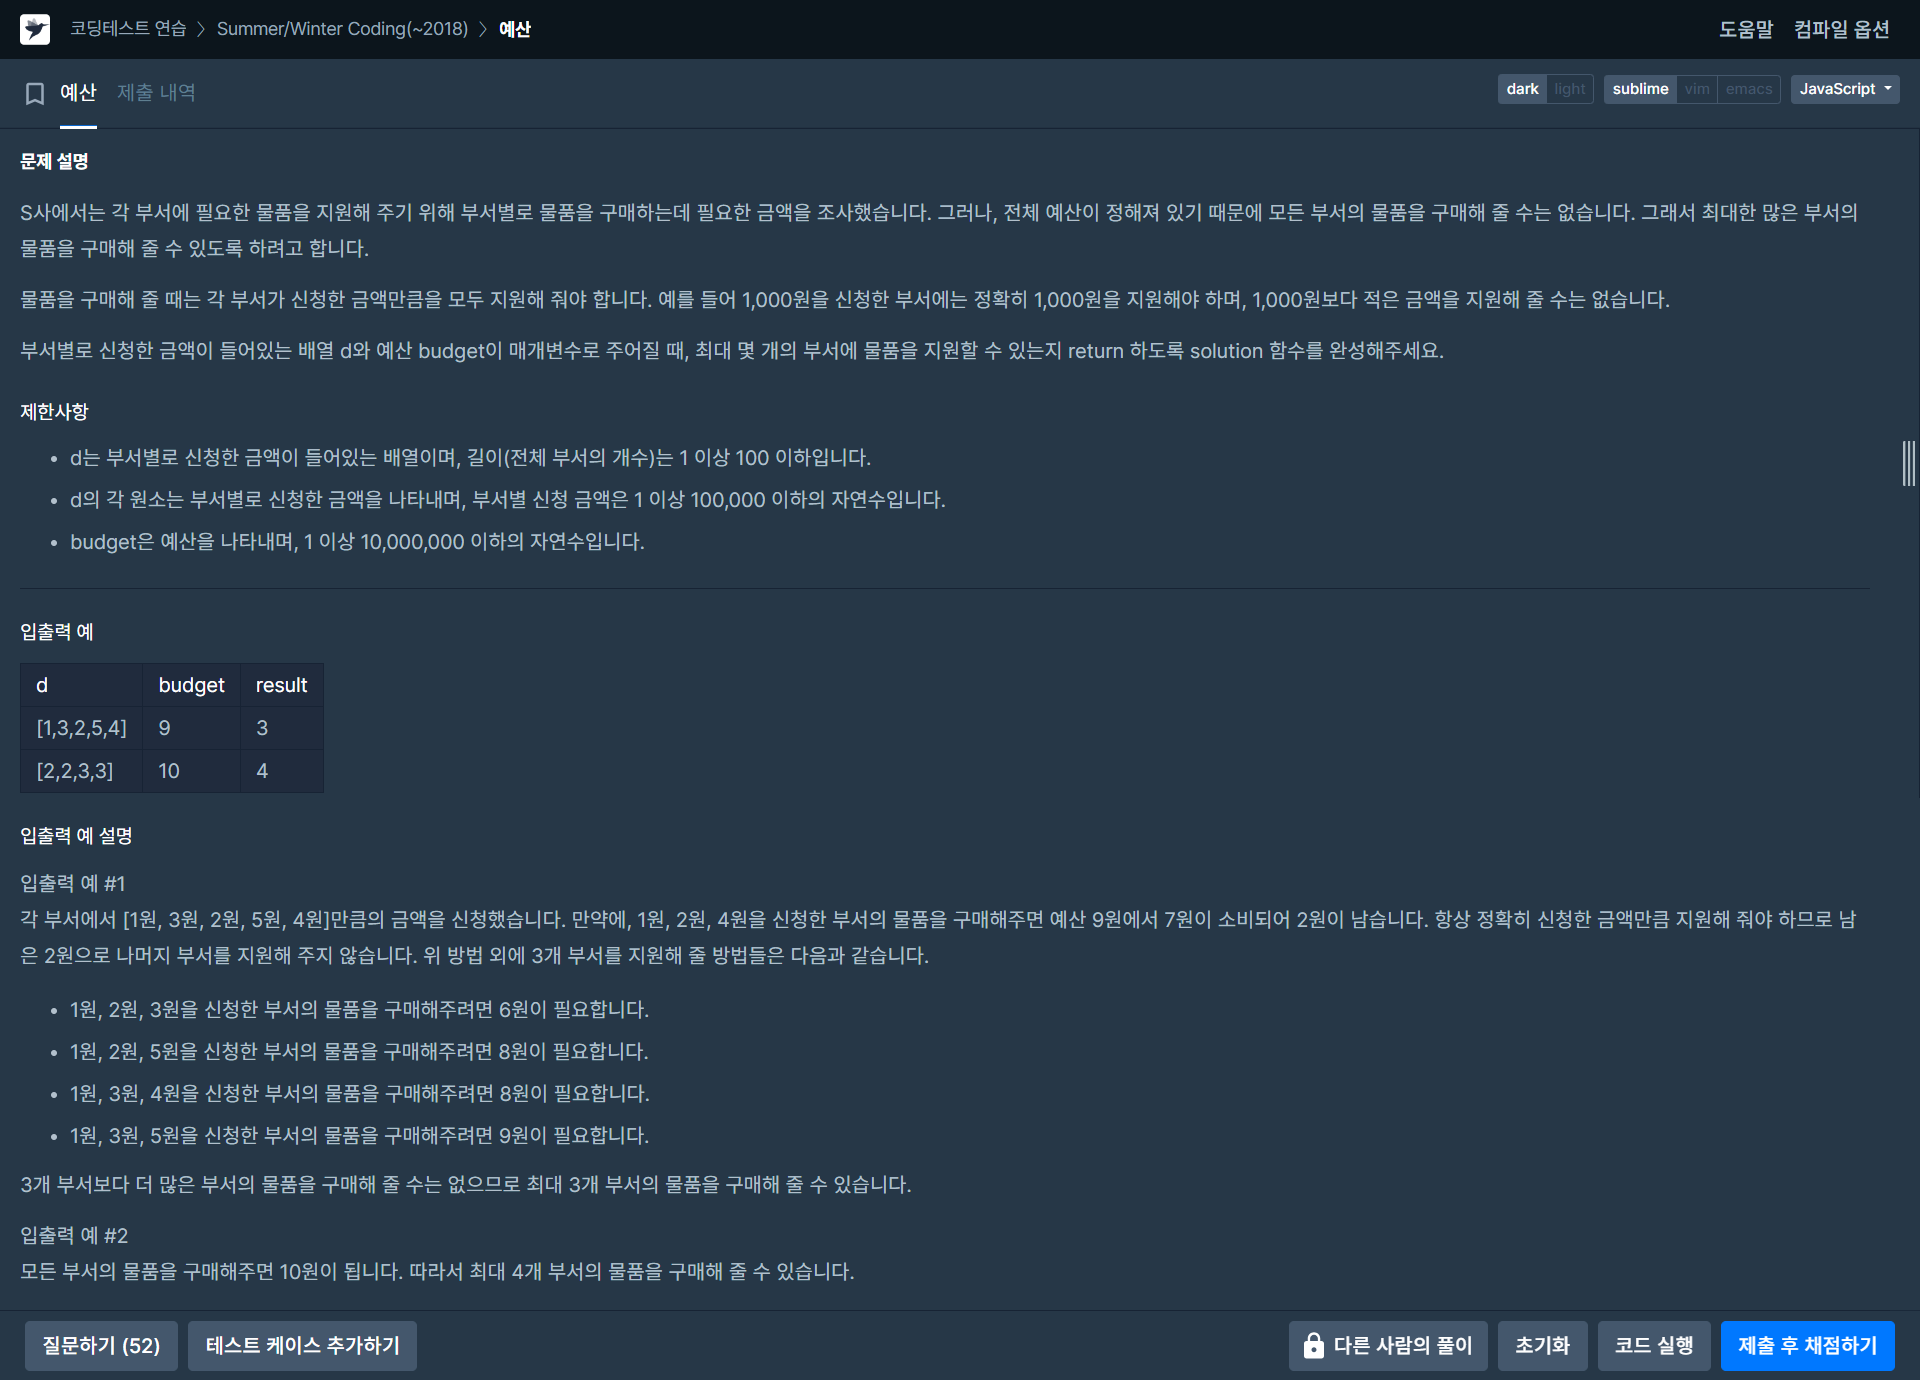 코딩테스트 연습 > Summer/Winter Coding(~2018) > 예산
도움말 컴파일 옵션
예산 제출 내역
dark light sublime vim emacs JavaScript
문제 설명
S사에서는 각 부서에 필요한 물품을 지원해 주기 위해 부서별로 물품을 구매하는데 필요한 금액을 조사했습니다. 그러나, 전체 예산이 정해져 있기 때문에 모든 부서의 물품을 구매해 줄 수는 없습니다. 그래서 최대한 많은 부서의
물품을 구매해 줄 수 있도록 하려고 합니다.
물품을 구매해 줄 때는 각 부서가 신청한 금액만큼을 모두 지원해 줘야 합니다. 예를 들어 1,000원을 신청한 부서에는 정확히 1,000원을 지원해야 하며, 1,000원보다 적은 금액을 지원해 줄 수는 없습니다.
부서별로 신청한 금액이 들어있는 배열 d와 예산 budget이 매개변수로 주어질 때, 최대 몇 개의 부서에 물품을 지원할 수 있는지 return 하도록 solution 함수를 완성해주세요.
제한사항
• d는 부서별로 신청한 금액이 들어있는 배열이며, 길이(전체 부서의 개수)는 1 이상 100 이하입니다.
• d의 각 원소는 부서별로 신청한 금액을 나타내며, 부서별 신청 금액은 1 이상 100,000 이하의 자연수입니다.
• budget은 예산을 나타내며, 1 이상 10,000,000 이하의 자연수입니다.
입출력 예
d budget result
[1,3,2,5,4] 9 3
[2,2,3,3] 10 4
입출력 예 설명
입출력 예 #1
각 부서에서 [1원, 3원, 2원, 5원, 4원]만큼의 금액을 신청했습니다. 만약에, 1원, 2원, 4원을 신청한 부서의 물품을 구매해주면 예산 9원에서 7원이 소비되어 2원이 남습니다. 항상 정확히 신청한 금액만큼 지원해 줘야 하므로 남
은 2원으로 나머지 부서를 지원해 주지 않습니다. 위 방법 외에 3개 부서를 지원해 줄 방법들은 다음과 같습니다.
• 1원, 2원, 3원을 신청한 부서의 물품을 구매해주려면 6원이 필요합니다.
• 1원, 2원, 5원을 신청한 부서의 물품을 구매해주려면 8원이 필요합니다.
• 1원, 3원, 4원을 신청한 부서의 물품을 구매해주려면 8원이 필요합니다.
• 1원, 3원, 5원을 신청한 부서의 물품을 구매해주려면 9원이 필요합니다.
3개 부서보다 더 많은 부서의 물품을 구매해 줄 수는 없으므로 최대 3개 부서의 물품을 구매해 줄 수 있습니다.
입출력 예 #2
모든 부서의 물품을 구매해주면 10원이 됩니다. 따라서 최대 4개 부서의 물품을 구매해 줄 수 있습니다.
질문하기 (52) 테스트 케이스 추가하기 다른 사람의 풀이 초기화 코드 실행 제출 후 채점하기